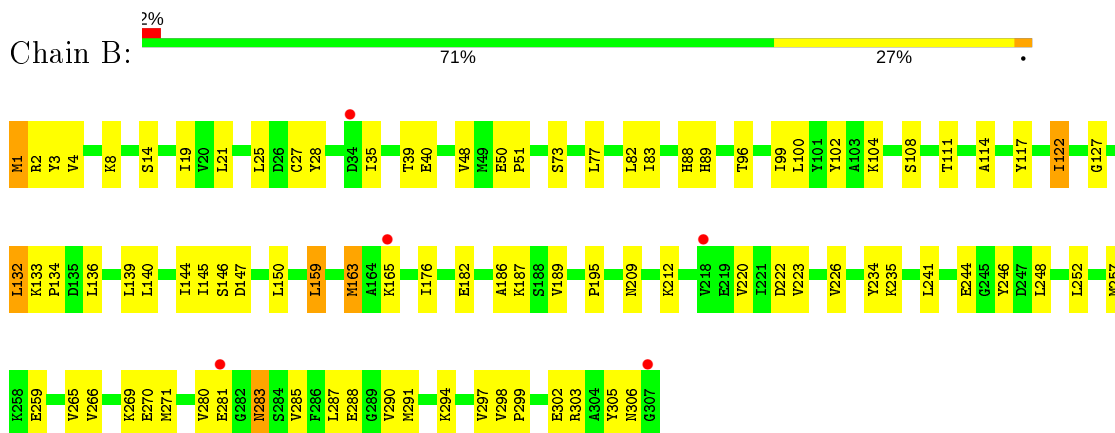 2%
Chain B:
71% 27% •
M1 R2 Y3 V4 K8 S14 I19 V20 L21 L25 D26 C27 Y28 D34 I35 T39 E40 V48 M49 E50 P51 S73 L77 L82 I83 H88 H89 T96 I99 L100 Y101 Y102 A103 K104 S108 T111 A114 Y117 I122 G127
L132 K133 P134 D135 L136 L139 L140 I144 I145 S146 D147 L150 L159 M163 A164 K165 I176 E182 A186 K187 S188 V189 P195 N209 K212 V218 E219 V220 I221 D222 V223 V226 Y234 K235 L241 E244 G245 Y246 D247 L248 L252 M257
K258 E259 V265 V266 K269 E270 M271 V280 E281 G282 N283 S284 V285 F286 L287 E288 G289 V290 M291 K294 V297 V298 P299 E302 R303 A304 Y305 N306 G307